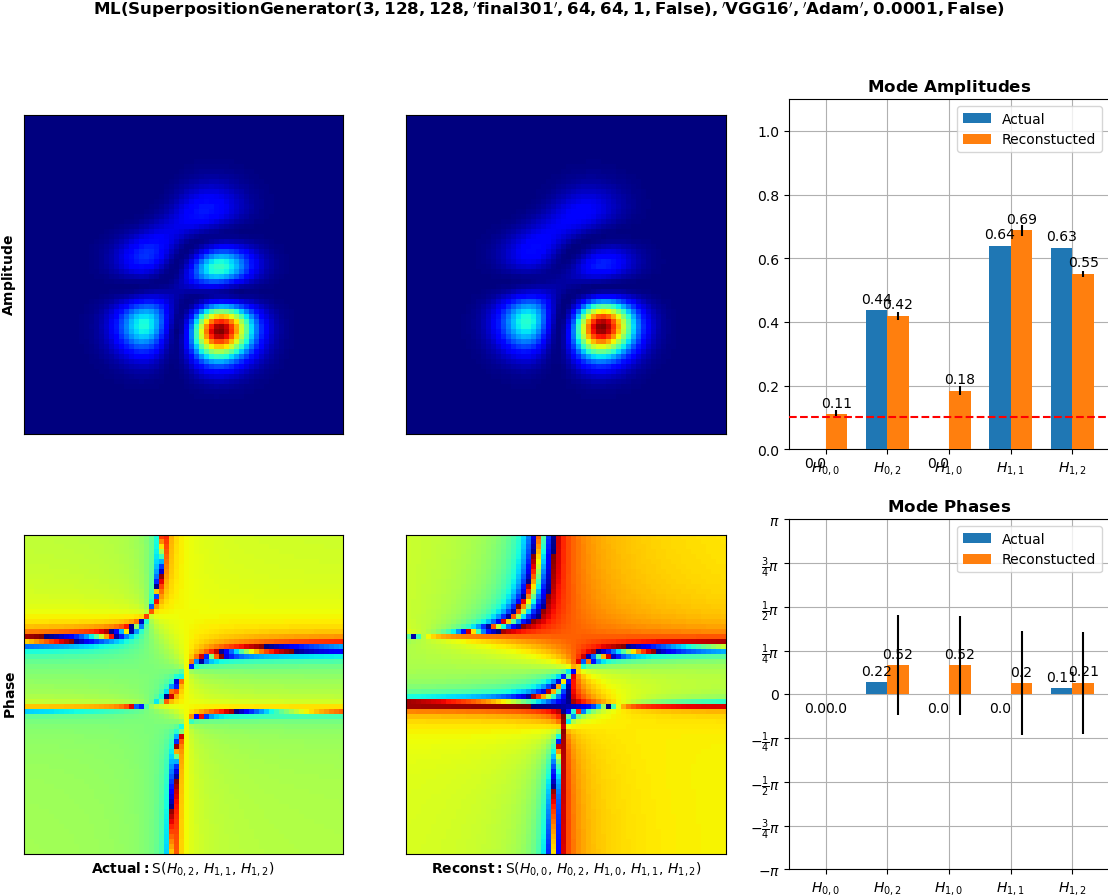 ML(SuperpositionGenerator(3, 128, 128, 'final301', 64, 64, 1, False), 'VGG16', 'Adam', 0.0001, False)
Amplitude
Mode Amplitudes
Actual
Reconstucted
1.0
0.8
0.6
0.4
0.2
0.0
0.0
0.11
0.44
0.42
0.0
0.18
0.64
0.69
0.63
0.55
H0,0
H0,2
H1,0
H1,1
H1,2
Phase
Actual: S(H0,2, H1,1, H1,2)
Reconst: S(H0,0, H0,2, H1,0, H1,1, H1,2)
Mode Phases
Actual
Reconstucted
π
3/4π
1/2π
1/4π
0
−1/4π
−1/2π
−3/4π
−π
0.0
0.0
0.22
0.52
0.0
0.52
0.0
0.2
0.11
0.21
H0,0
H0,2
H1,0
H1,1
H1,2